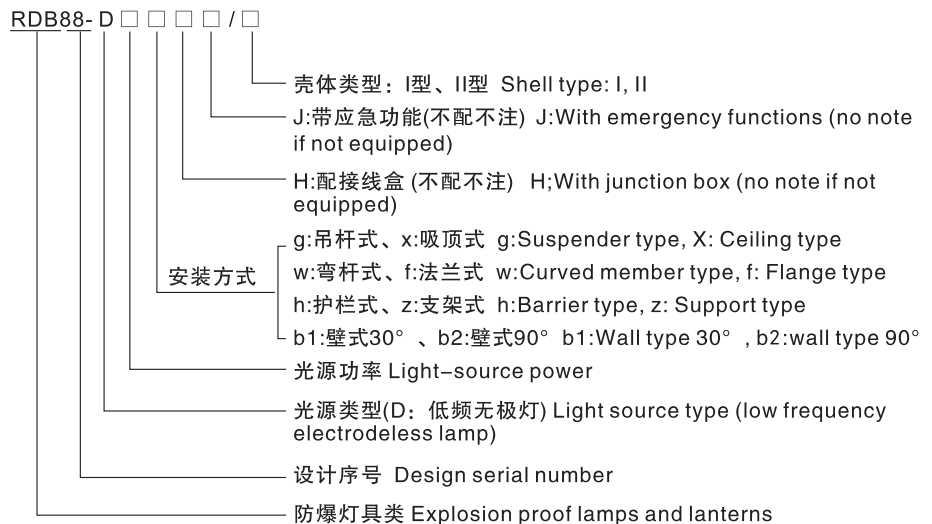 RDB88-D□□□□/□
壳体类型：I型、II型 Shell type: I, II
J:带应急功能(不配不注) J:With emergency functions (no note
if not equipped)
H:配接线盒 (不配不注) H;With junction box (no note if not
equipped)
g:吊杆式、x:吸顶式 g:Suspender type, X: Ceiling type
安装方式
w:弯杆式、f:法兰式 w:Curved member type, f: Flange type
h:护栏式、z:支架式 h:Barrier type, z: Support type
b1:壁式30° 、b2:壁式90° b1:Wall type 30° , b2:wall type 90°
光源功率 Light-source power
光源类型(D：低频无极灯) Light source type (low frequency
electrodeless lamp)
设计序号 Design serial number
防爆灯具类 Explosion proof lamps and lanterns